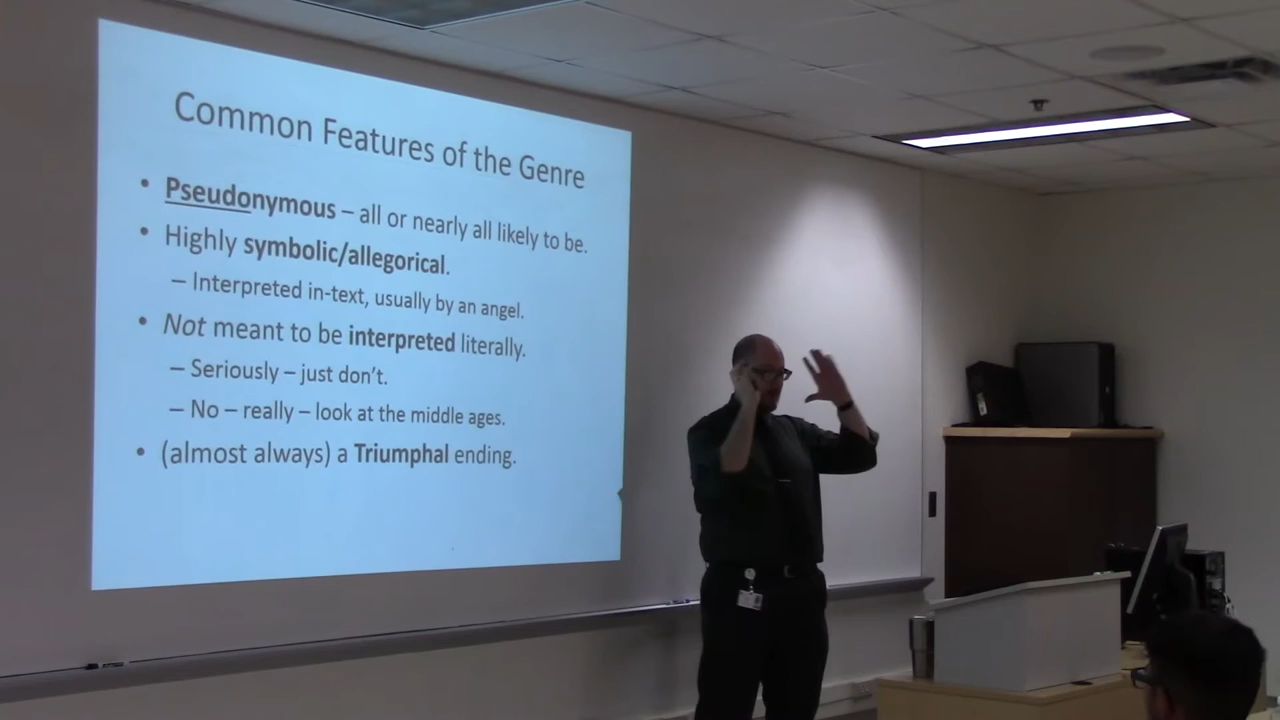 Common Features of the Genre
• Pseudonymous – all or nearly all likely to be.
• Highly symbolic/allegorical.
– Interpreted in-text, usually by an angel.
• Not meant to be interpreted literally.
– Seriously – just don't.
– No – really – look at the middle ages.
• (almost always) a Triumphal ending.